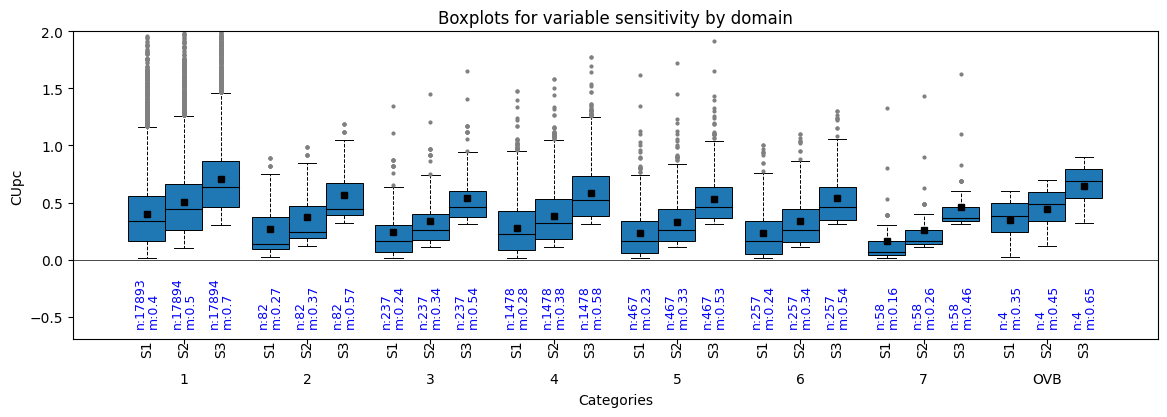 Boxplots for variable sensitivity by domain
CUpc
2.0
1.5
1.0
0.5
0.0
−0.5
n:17893
m:0.4
n:17894
m:0.5
n:17894
m:0.7
n:82
m:0.27
n:82
m:0.37
n:82
m:0.57
n:237
m:0.24
n:237
m:0.34
n:237
m:0.54
n:1478
m:0.28
n:1478
m:0.38
n:1478
m:0.58
n:467
m:0.23
n:467
m:0.33
n:467
m:0.53
n:257
m:0.24
n:257
m:0.34
n:257
m:0.54
n:58
m:0.16
n:58
m:0.26
n:58
m:0.46
n:4
m:0.35
n:4
m:0.45
n:4
m:0.65
S1 S2 S3 S1 S2 S3 S1 S2 S3 S1 S2 S3 S1 S2 S3 S1 S2 S3 S1 S2 S3 S1 S2 S3
1 2 3 4 5 6 7 OVB
Categories